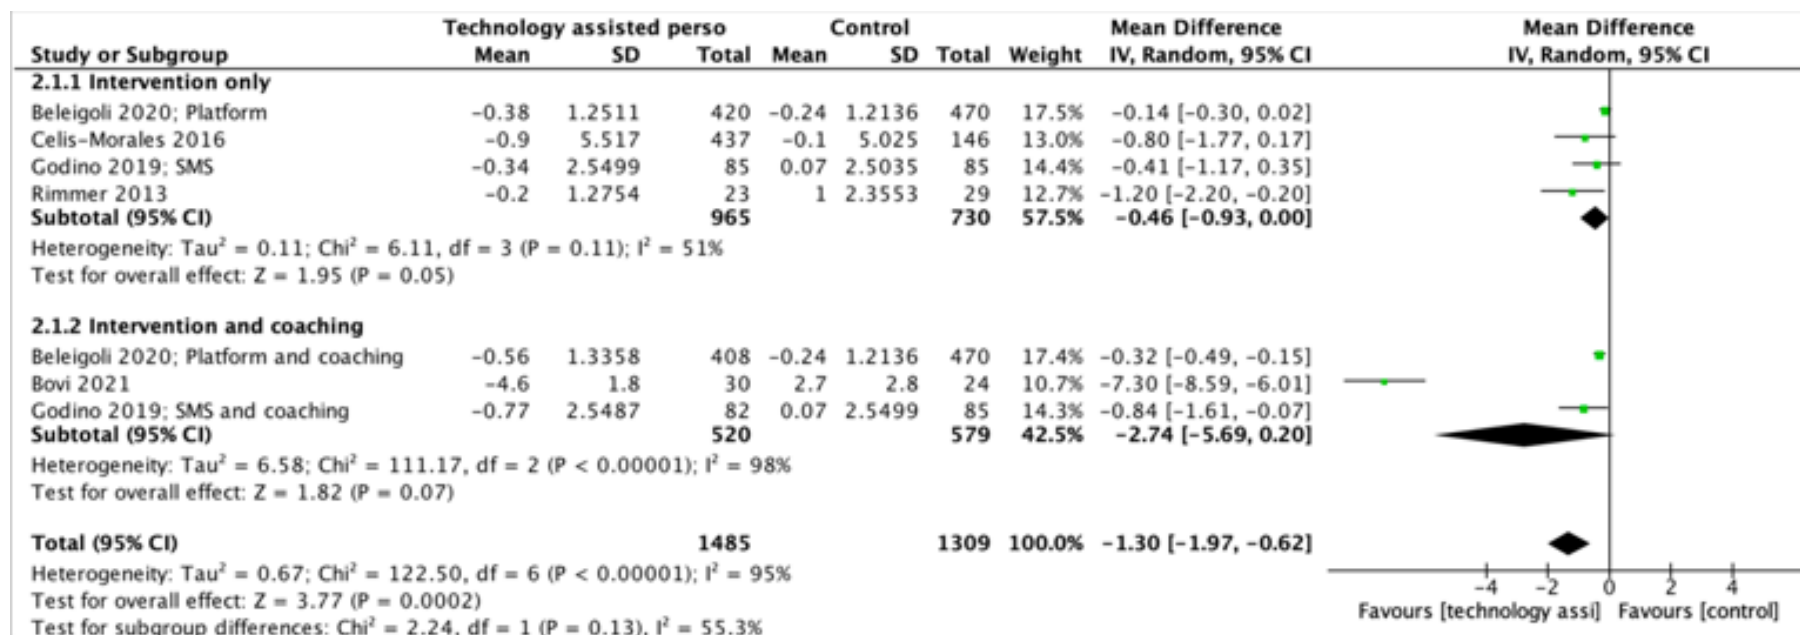 Technology assisted perso Control Mean Difference Mean Difference
Study or Subgroup Mean SD Total Mean SD Total Weight IV, Random, 95% CI IV, Random, 95% CI
2.1.1 Intervention only
Beleigoli 2020; Platform −0.38 1.2511 420 −0.24 1.2136 470 17.5% −0.14 [−0.30, 0.02]
Celis-Morales 2016 −0.9 5.517 437 −0.1 5.025 146 13.0% −0.80 [−1.77, 0.17]
Godino 2019; SMS −0.34 2.5499 85 0.07 2.5035 85 14.4% −0.41 [−1.17, 0.35]
Rimmer 2013 −0.2 1.2754 23 1 2.3553 29 12.7% −1.20 [−2.20, −0.20]
Subtotal (95% CI) 965 730 57.5% −0.46 [−0.93, 0.00]
Heterogeneity: Tau² = 0.11; Chi² = 6.11, df = 3 (P = 0.11); I² = 51%
Test for overall effect: Z = 1.95 (P = 0.05)
2.1.2 Intervention and coaching
Beleigoli 2020; Platform and coaching −0.56 1.3358 408 −0.24 1.2136 470 17.4% −0.32 [−0.49, −0.15]
Bovi 2021 −4.6 1.8 30 2.7 2.8 24 10.7% −7.30 [−8.59, −6.01]
Godino 2019; SMS and coaching −0.77 2.5487 82 0.07 2.5499 85 14.3% −0.84 [−1.61, −0.07]
Subtotal (95% CI) 520 579 42.5% −2.74 [−5.69, 0.20]
Heterogeneity: Tau² = 6.58; Chi² = 111.17, df = 2 (P < 0.00001); I² = 98%
Test for overall effect: Z = 1.82 (P = 0.07)
Total (95% CI) 1485 1309 100.0% −1.30 [−1.97, −0.62]
Heterogeneity: Tau² = 0.67; Chi² = 122.50, df = 6 (P < 0.00001); I² = 95%
Test for overall effect: Z = 3.77 (P = 0.0002)
Test for subgroup differences: Chi² = 2.24, df = 1 (P = 0.13), I² = 55.3%
−4 −2 0 2 4
Favours [technology assi] Favours [control]